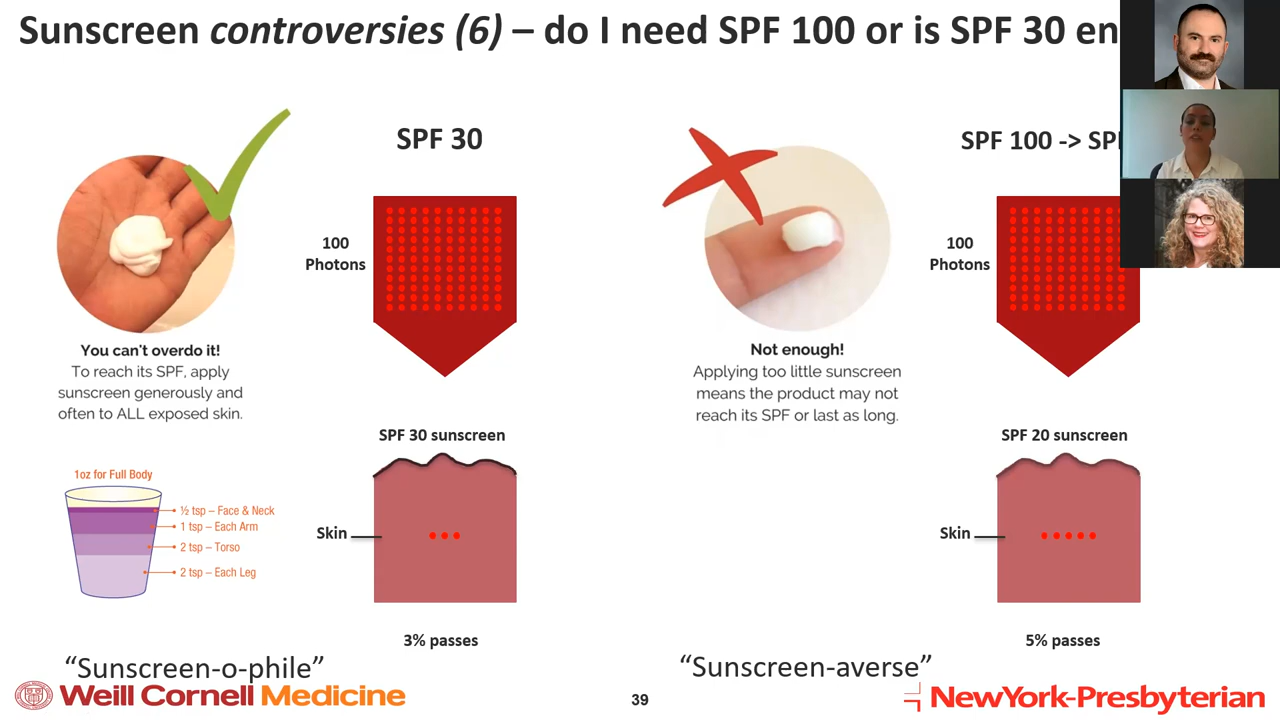 Sunscreen controversies (6) – do I need SPF 100 or is SPF 30
SPF 30
100
Photons
You can't overdo it!
To reach its SPF, apply
sunscreen generously and
often to ALL exposed skin.
SPF 30 sunscreen
1oz for Full Body
½ tsp – Face & Neck
1 tsp – Each Arm
2 tsp – Torso
2 tsp – Each Leg
Skin
3% passes
“Sunscreen-o-phile”
SPF 100 ->
100
Photons
Not enough!
Applying too little sunscreen
means the product may not
reach its SPF or last as long.
SPF 20 sunscreen
Skin
5% passes
“Sunscreen-averse”
Weill Cornell Medicine
39
NewYork-Presbyterian